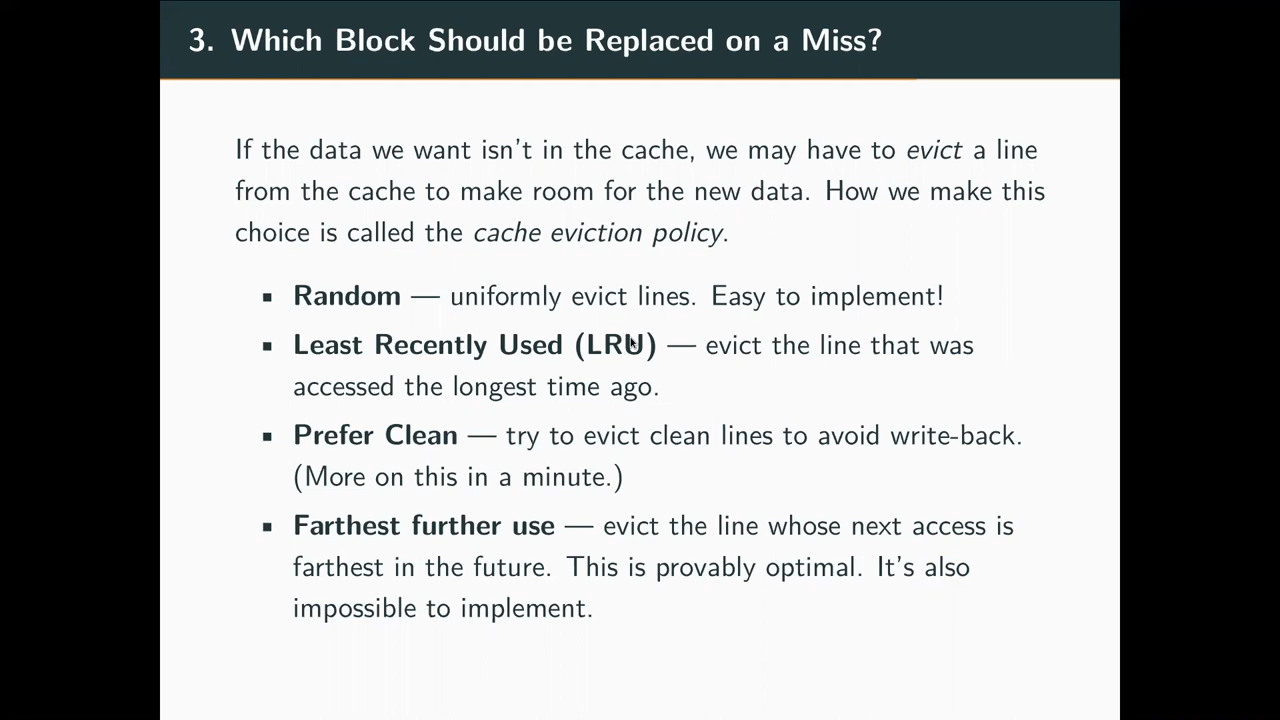 3. Which Block Should be Replaced on a Miss?
If the data we want isn't in the cache, we may have to evict a line
from the cache to make room for the new data. How we make this
choice is called the cache eviction policy.
▪ Random — uniformly evict lines. Easy to implement!
▪ Least Recently Used (LRU) — evict the line that was
accessed the longest time ago.
▪ Prefer Clean — try to evict clean lines to avoid write-back.
(More on this in a minute.)
▪ Farthest further use — evict the line whose next access is
farthest in the future. This is provably optimal. It's also
impossible to implement.